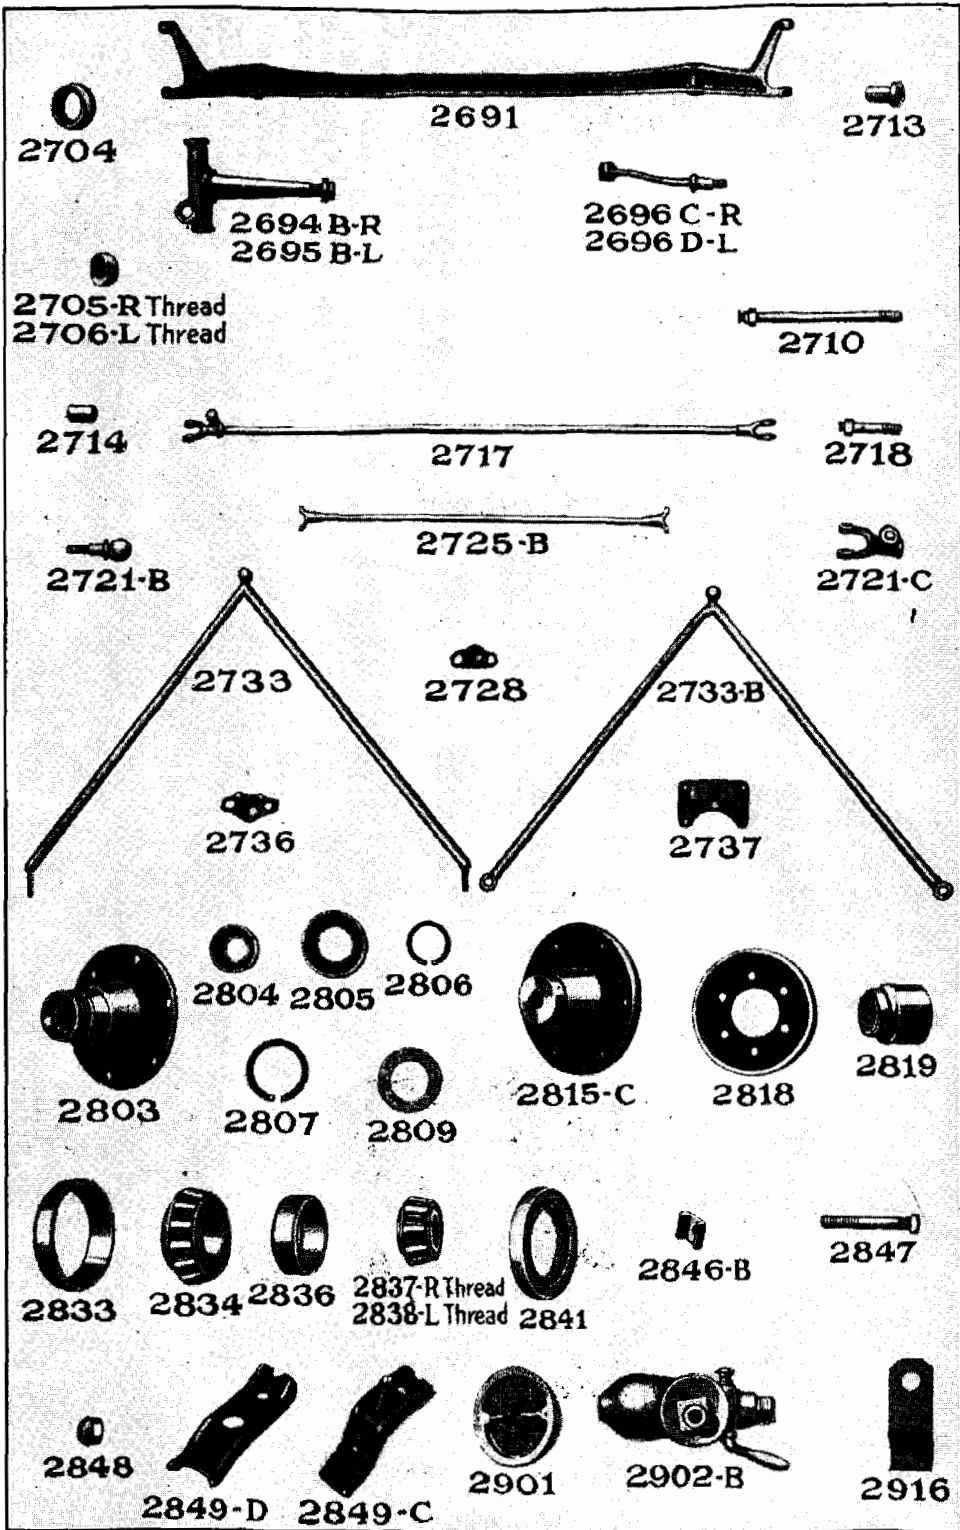 2691
2704
2713
2694 B-R
2695 B-L
2696 C-R
2696 D-L
2705-R Thread
2706-L Thread
2710
2714
2717
2718
2725-B
2721-B
2721-C
2733
2728
2733-B
2736
2737
2804
2805
2806
2803
2807
2809
2815-C
2818
2819
2833
2834
2836
2837-R Thread
2838-L Thread
2841
2846-B
2847
2848
2849-D
2849-C
2901
2902-B
2916